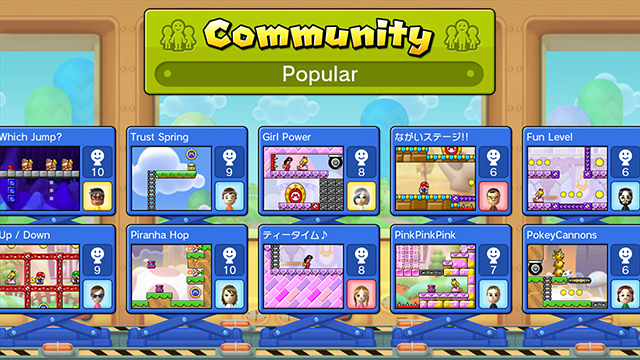 Community
Popular
Which Jump?
10
Trust Spring
9
Girl Power
8
ながいステージ!!
6
Fun Level
6
Up / Down
9
Piranha Hop
10
ティータイム♪
8
PinkPinkPink
7
PokeyCannons
6